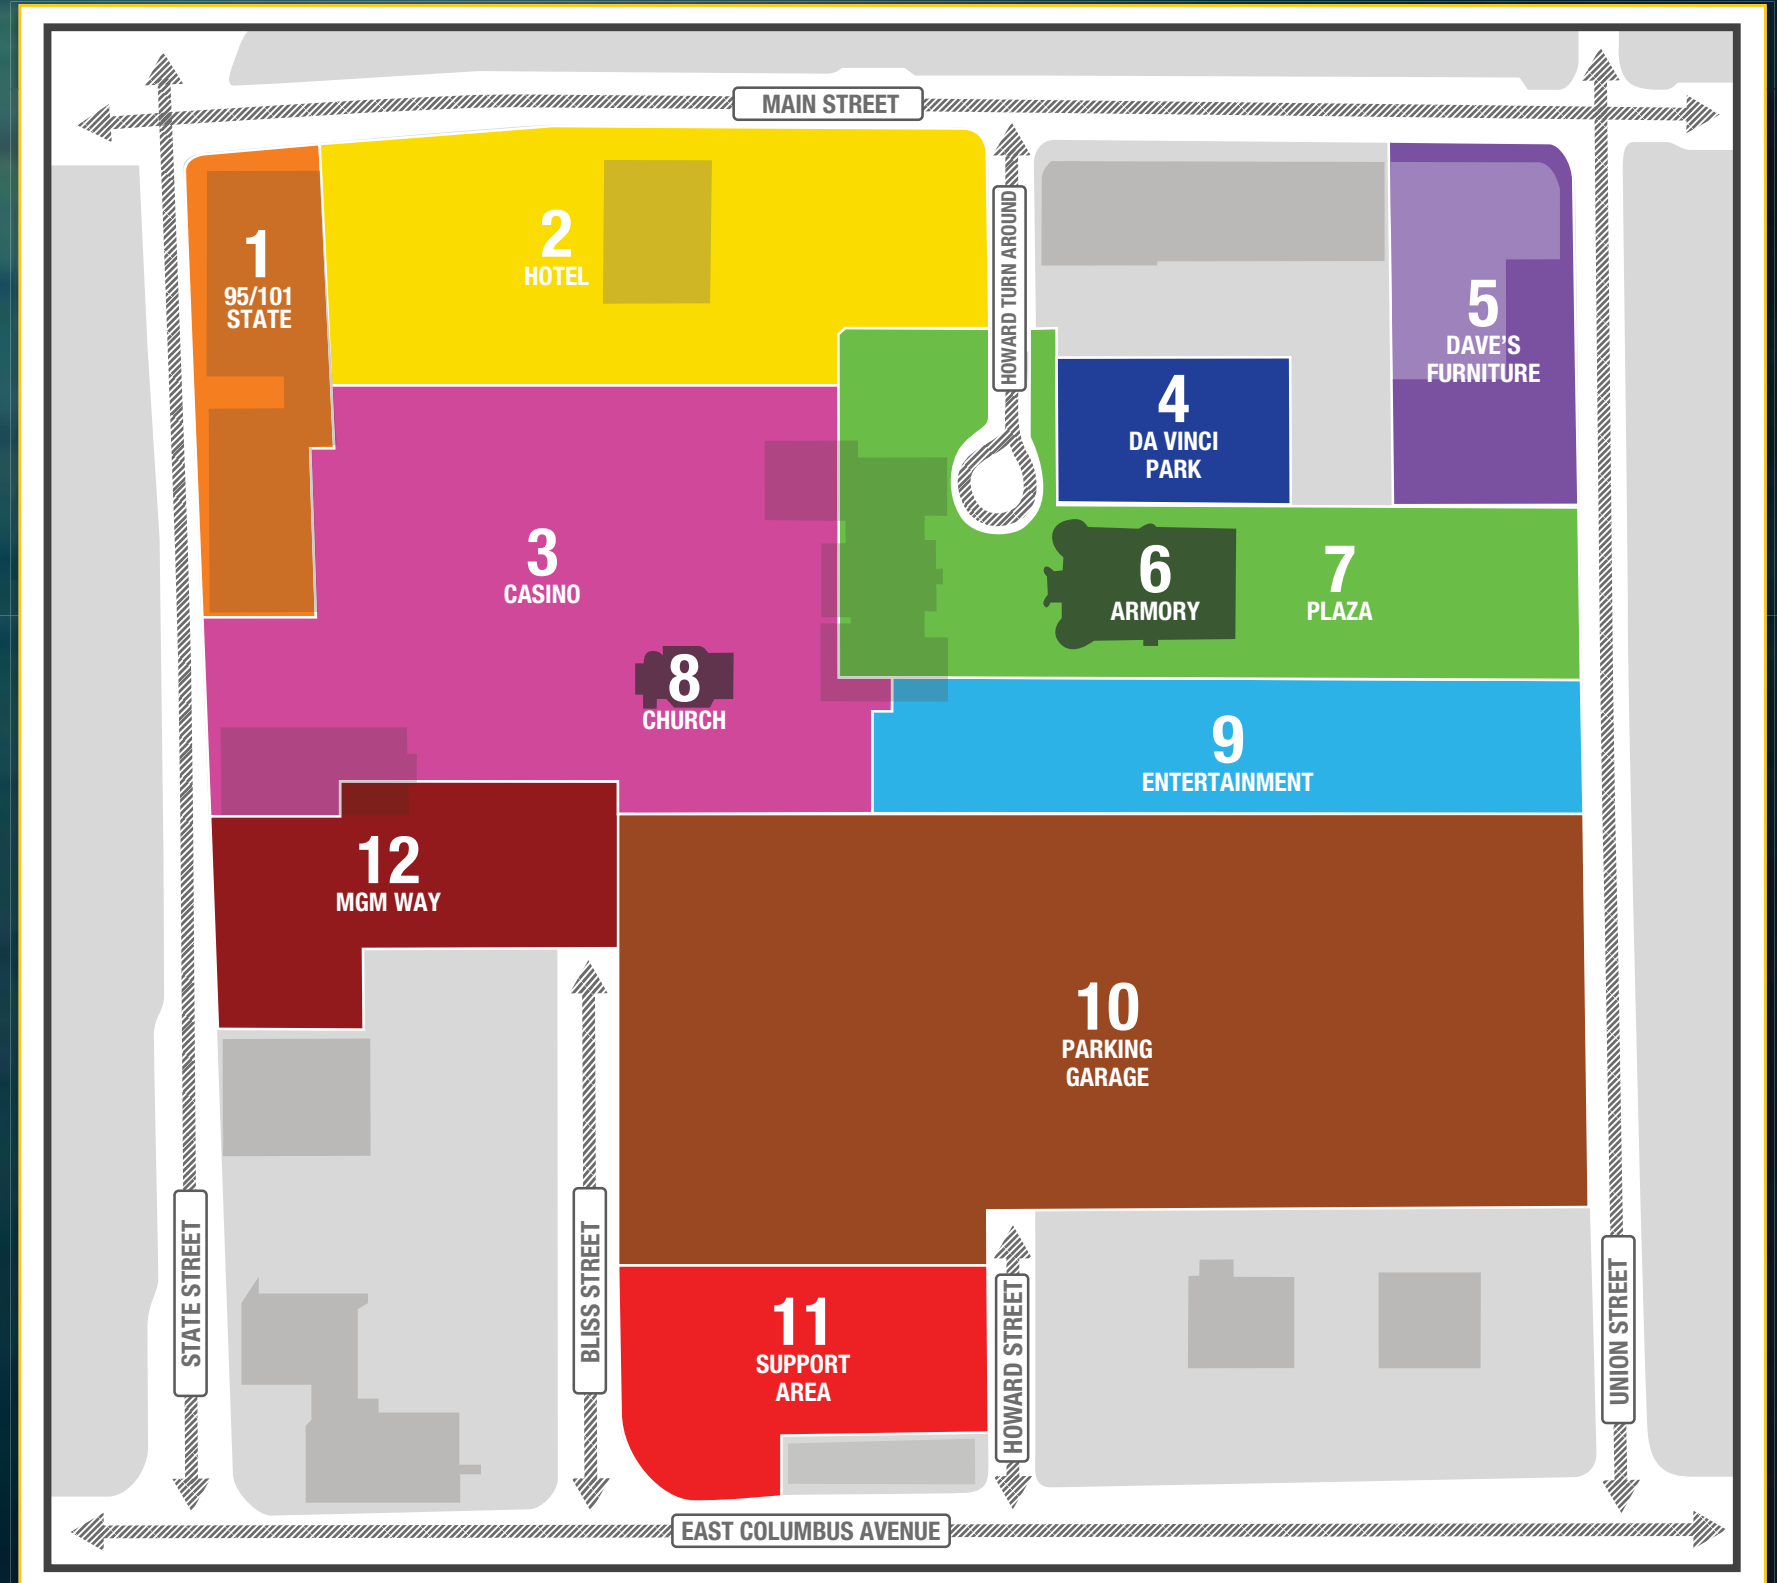 MAIN STREET
HOWARD TURN AROUND
1
95/101
STATE
2
HOTEL
5
DAVE'S
FURNITURE
4
DA VINCI
PARK
3
CASINO
6
ARMORY
7
PLAZA
8
CHURCH
9
ENTERTAINMENT
12
MGM WAY
10
PARKING
GARAGE
11
SUPPORT
AREA
STATE STREET
BLISS STREET
HOWARD STREET
UNION STREET
EAST COLUMBUS AVENUE